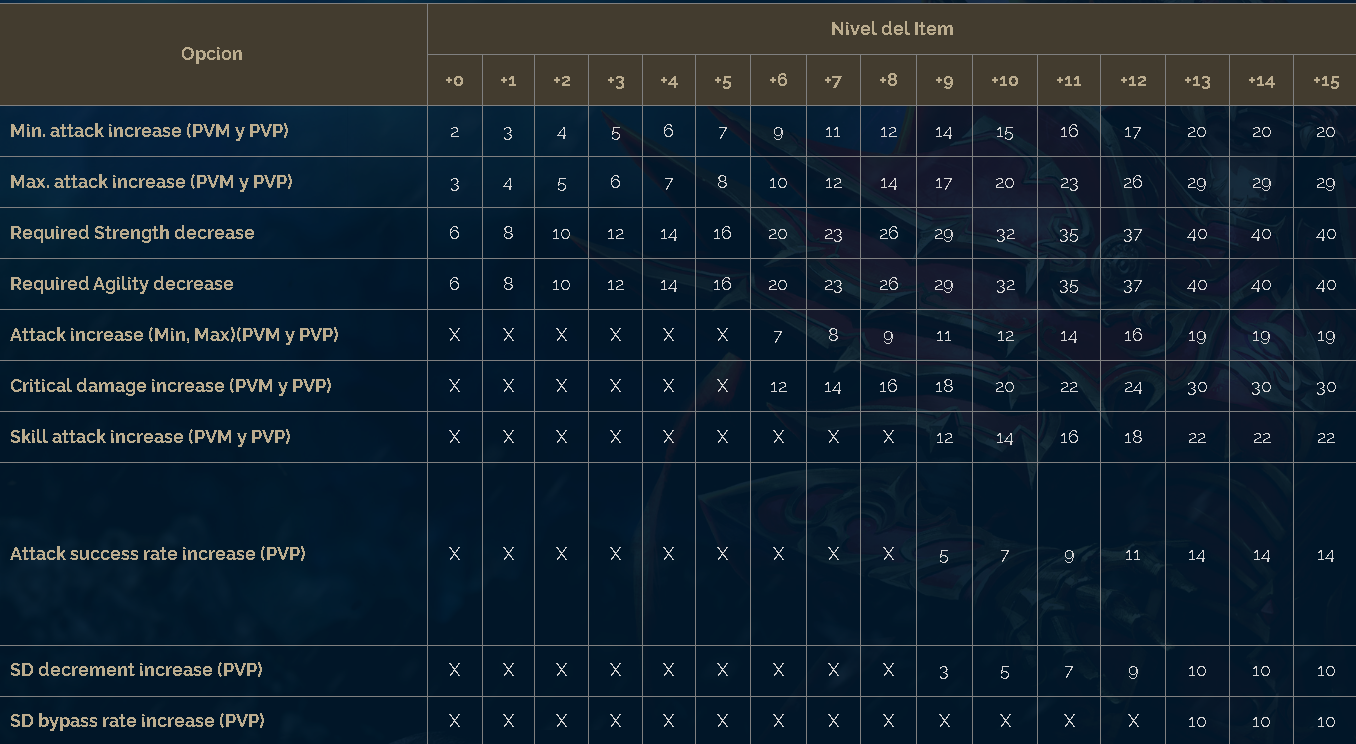 Opcion
Nivel del Item
+0 +1 +2 +3 +4 +5 +6 +7 +8 +9 +10 +11 +12 +13 +14 +15
Min. attack increase (PVM y PVP) 2 3 4 5 6 7 9 11 12 14 15 16 17 20 20 20
Max. attack increase (PVM y PVP) 3 4 5 6 7 8 10 12 14 17 20 23 26 29 29 29
Required Strength decrease 6 8 10 12 14 16 20 23 26 29 32 35 37 40 40 40
Required Agility decrease 6 8 10 12 14 16 20 23 26 29 32 35 37 40 40 40
Attack increase (Min, Max)(PVM y PVP) X X X X X X 7 8 9 11 12 14 16 19 19 19
Critical damage increase (PVM y PVP) X X X X X X 12 14 16 18 20 22 24 30 30 30
Skill attack increase (PVM y PVP) X X X X X X X X X 12 14 16 18 22 22 22
Attack success rate increase (PVP) X X X X X X X X X 5 7 9 11 14 14 14
SD decrement increase (PVP) X X X X X X X X X 3 5 7 9 10 10 10
SD bypass rate increase (PVP) X X X X X X X X X X X X X 10 10 10